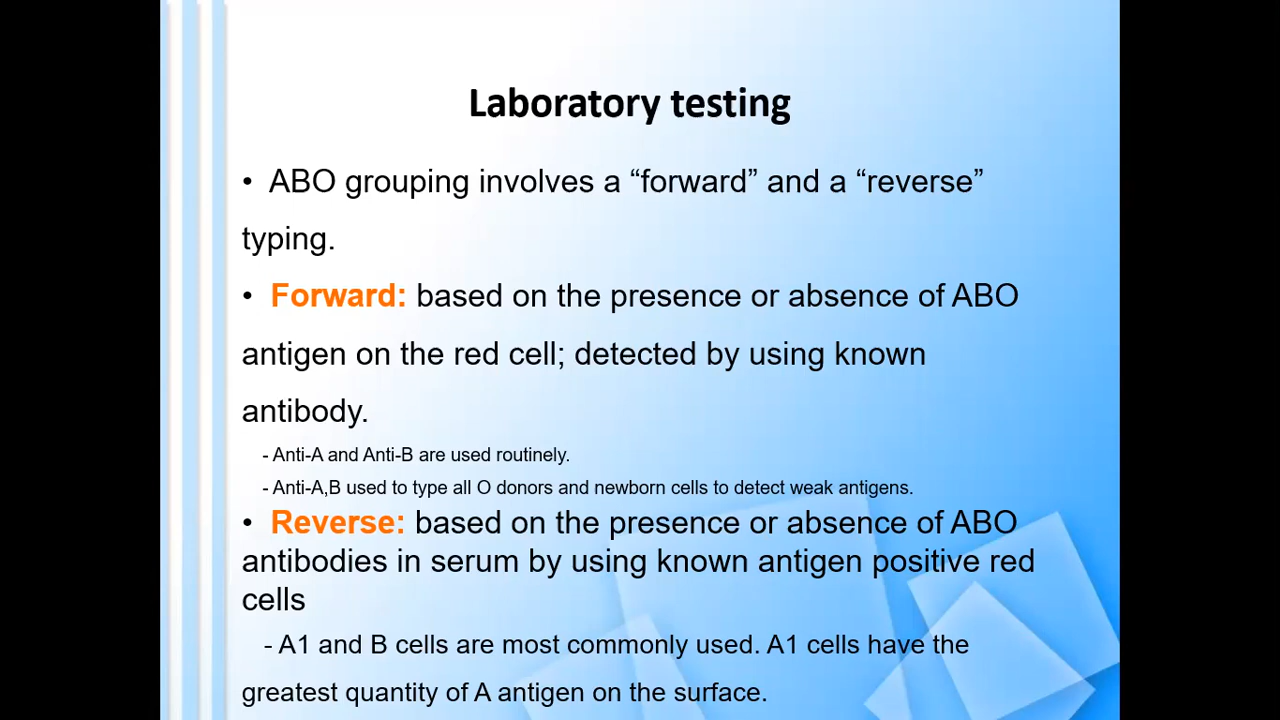 Laboratory testing
• ABO grouping involves a “forward” and a “reverse”
typing.
• Forward: based on the presence or absence of ABO
antigen on the red cell; detected by using known
antibody.
- Anti-A and Anti-B are used routinely.
- Anti-A,B used to type all O donors and newborn cells to detect weak antigens.
• Reverse: based on the presence or absence of ABO
antibodies in serum by using known antigen positive red
cells
- A1 and B cells are most commonly used. A1 cells have the
greatest quantity of A antigen on the surface.